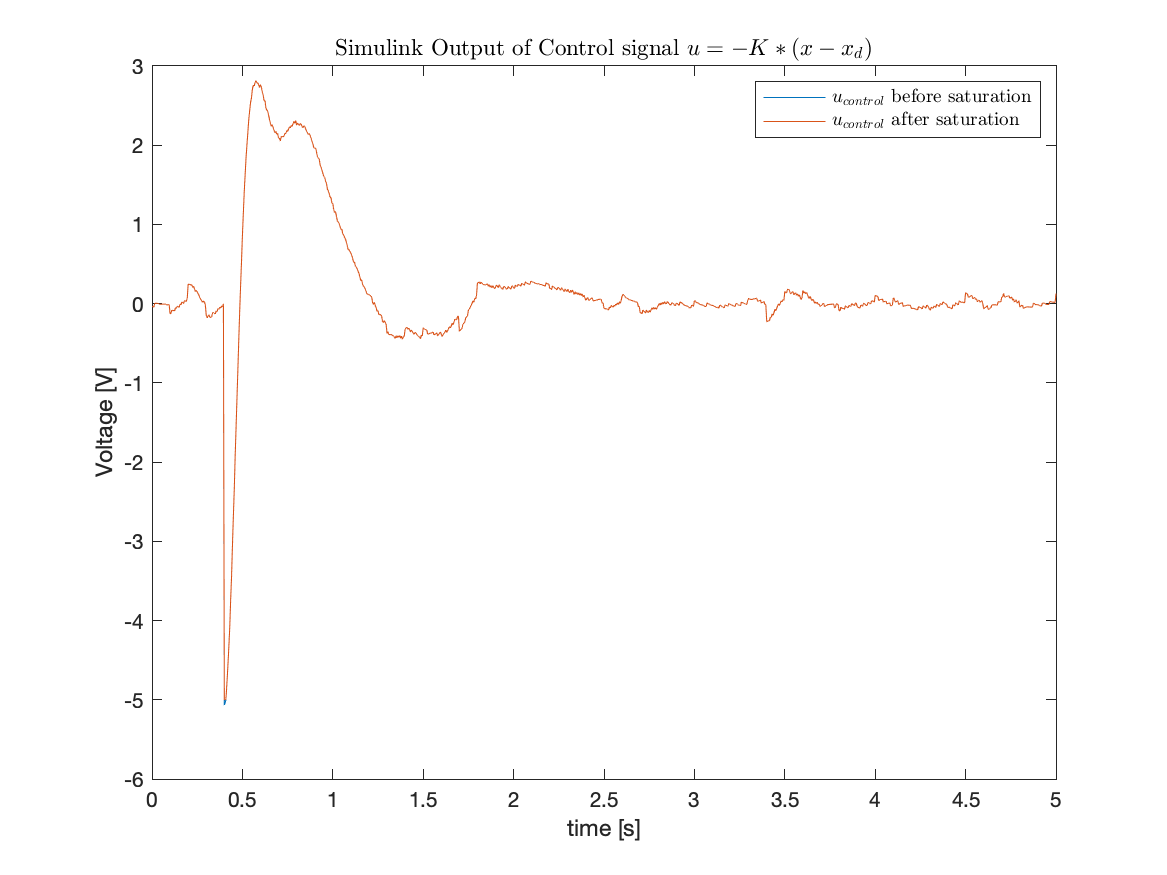 Simulink Output of Control signal u = −K ∗ (x − x_d)
3
2
1
0
-1
-2
-3
-4
-5
-6
Voltage [V]
u_control before saturation
u_control after saturation
0 0.5 1 1.5 2 2.5 3 3.5 4 4.5 5
time [s]